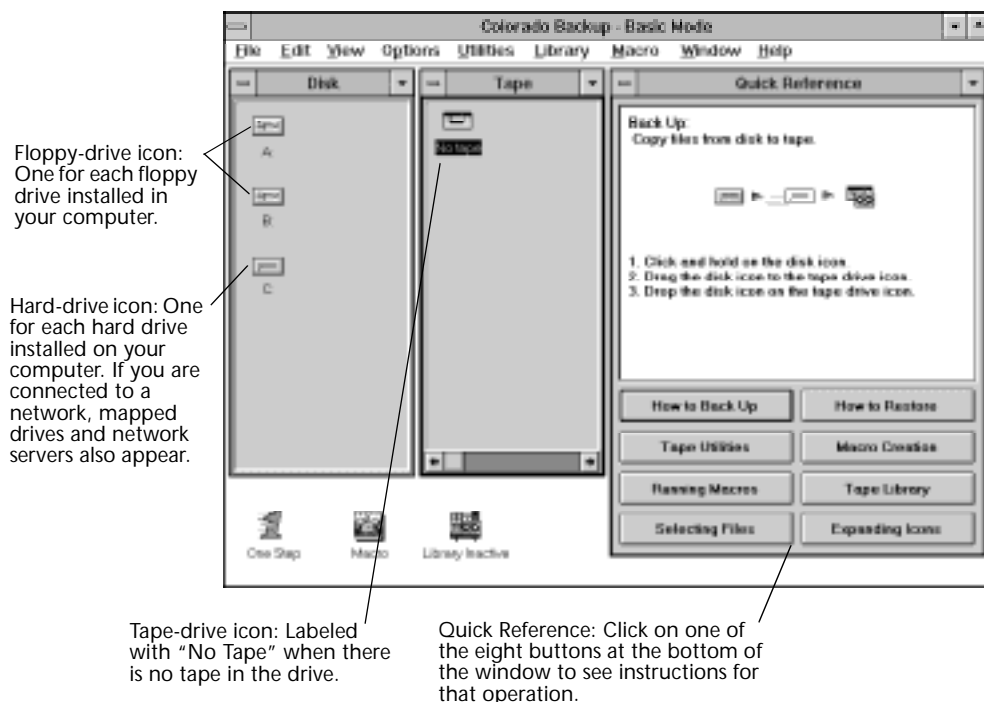 Colorado Backup - Basic Mode
File Edit View Options Utilities Library Macro Window Help
Disk
Tape
Quick Reference
A:
B:
C:
No tape
Back Up:
Copy files from disk to tape.
1. Click and hold on the disk icon.
2. Drag the disk icon to the tape drive icon.
3. Drop the disk icon on the tape drive icon.
How to Back Up
How to Restore
Tape Utilities
Macro Creation
Running Macros
Tape Library
Selecting Files
Expanding Icons
One Step
Macro
Library Inactive
Floppy-drive icon:
One for each floppy
drive installed in
your computer.
Hard-drive icon: One
for each hard drive
installed on your
computer. If you are
connected to a
network, mapped
drives and network
servers also appear.
Tape-drive icon: Labeled
with “No Tape” when there
is no tape in the drive.
Quick Reference: Click on one of
the eight buttons at the bottom of
the window to see instructions for
that operation.